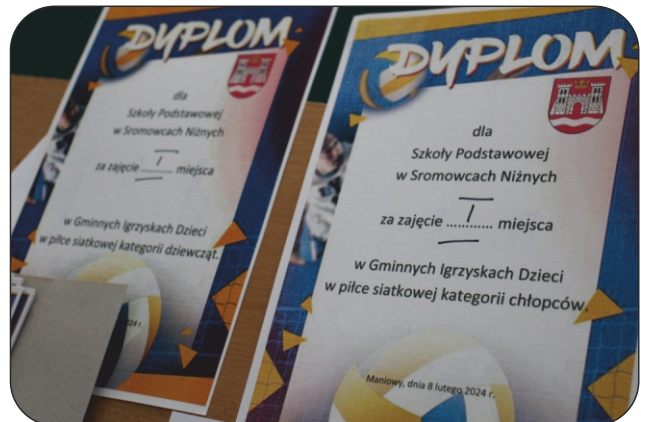 DYPLOM
dla
Szkoły Podstawowej
w Sromowcach Niżnych
za zajęcie I miejsca
w Gminnych Igrzyskach Dzieci
w piłce siatkowej kategorii dziewcząt.
2024 r.
DYPLOM
dla
Szkoły Podstawowej
w Sromowcach Niżnych
za zajęcie ....I....... miejsca
w Gminnych Igrzyskach Dzieci
w piłce siatkowej kategorii chłopców.
Maniowy, dnia 8 lutego 2024 r.